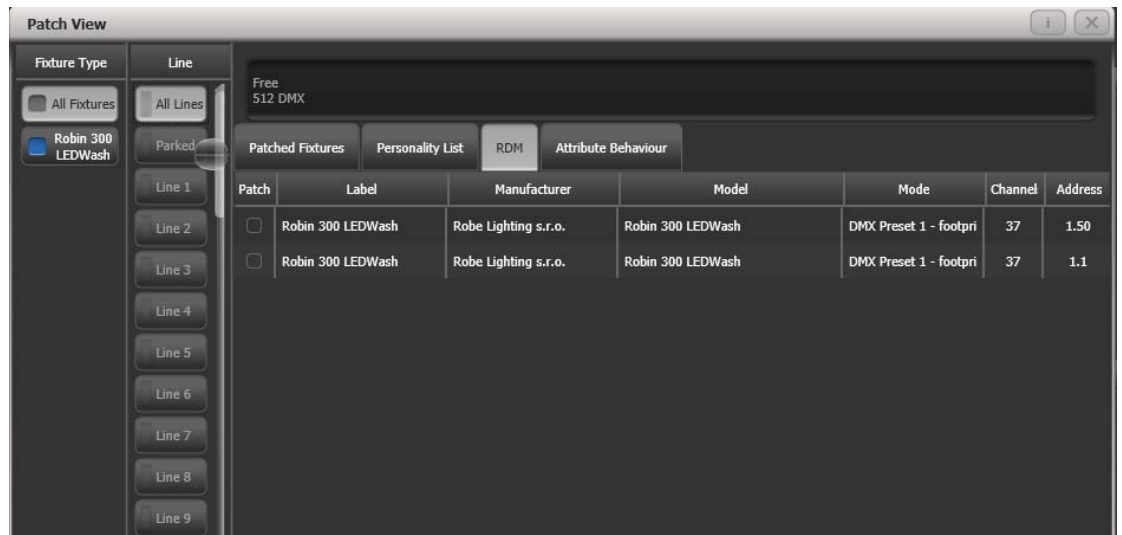 Patch View
i
Fixture Type
Line
Free
512 DMX
All Fixtures
All Lines
Robin 300
LEDWash
Parked
Patched Fixtures Personality List RDM Attribute Behaviour
Line 1
Patch Label Manufacturer Model Mode Channel Address
Line 2
Robin 300 LEDWash Robe Lighting s.r.o. Robin 300 LEDWash DMX Preset 1 - footpri 37 1.50
Line 3
Robin 300 LEDWash Robe Lighting s.r.o. Robin 300 LEDWash DMX Preset 1 - footpri 37 1.1
Line 4
Line 5
Line 6
Line 7
Line 8
Line 9